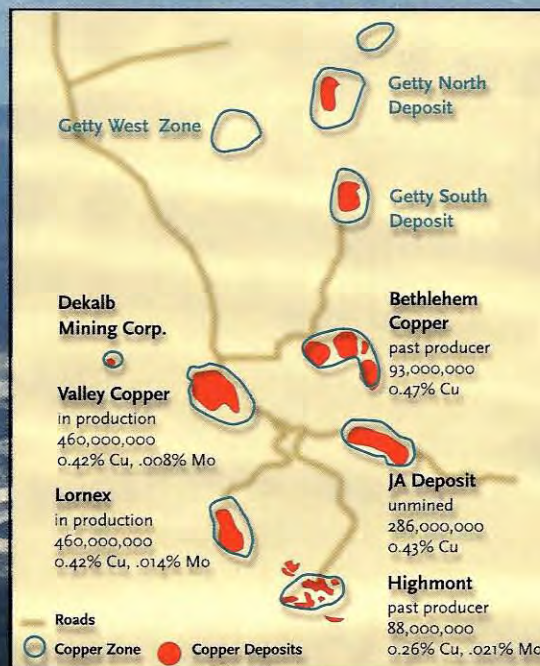 Getty North
Deposit
Getty West Zone
Getty South
Deposit
Dekalb
Mining Corp.
Bethlehem
Copper
past producer
93,000,000
0.47% Cu
Valley Copper
in production
460,000,000
0.42% Cu, .008% Mo
JA Deposit
unmined
286,000,000
0.43% Cu
Lornex
in production
460,000,000
0.42% Cu, .014% Mo
Highmont
past producer
88,000,000
0.26% Cu, .021% Mo
Roads
Copper Zone
Copper Deposits